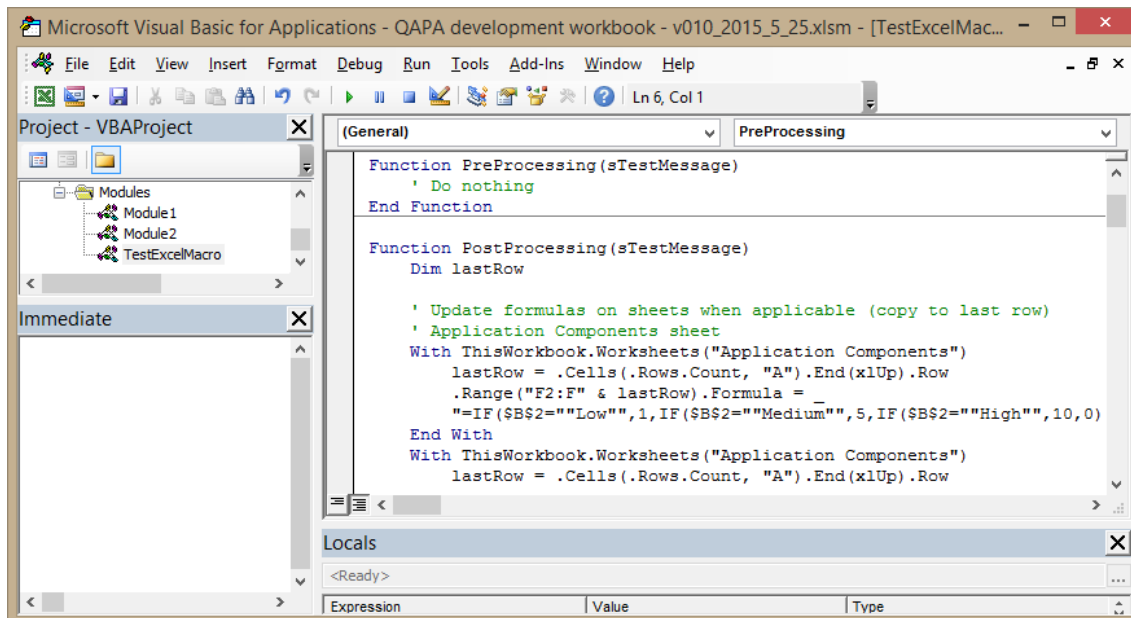 Microsoft Visual Basic for Applications - QAPA development workbook - v010_2015_5_25.xlsm - [TestExcelMac...
File Edit View Insert Format Debug Run Tools Add-Ins Window Help
Ln 6, Col 1
Project - VBAProject
Modules
Module1
Module2
TestExcelMacro
Immediate
(General) PreProcessing
Function PreProcessing(sTestMessage)
' Do nothing
End Function
Function PostProcessing(sTestMessage)
Dim lastRow
' Update formulas on sheets when applicable (copy to last row)
' Application Components sheet
With ThisWorkbook.Worksheets("Application Components")
lastRow = .Cells(.Rows.Count, "A").End(xlUp).Row
.Range("F2:F" & lastRow).Formula = _
"=IF($B$2=""Low"",1,IF($B$2=""Medium"",5,IF($B$2=""High"",10,0)
End With
With ThisWorkbook.Worksheets("Application Components")
lastRow = .Cells(.Rows.Count, "A").End(xlUp).Row
Locals
<Ready>
Expression Value Type